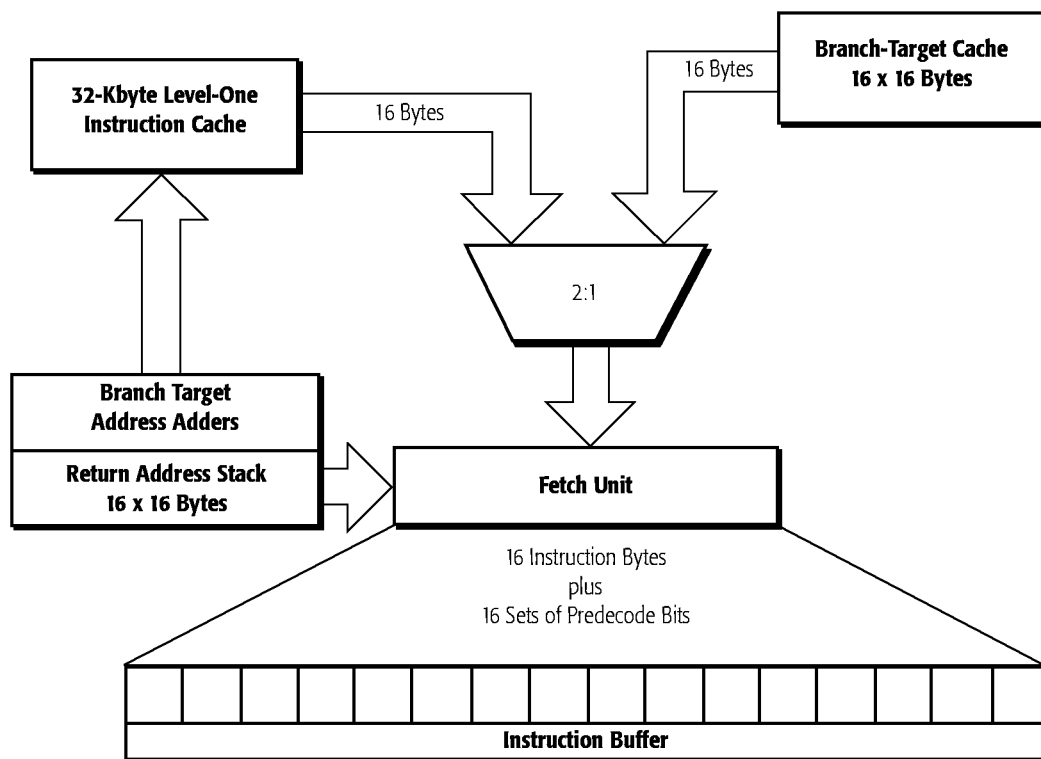 Branch-Target Cache
16 x 16 Bytes
16 Bytes
32-Kbyte Level-One
Instruction Cache
16 Bytes
2:1
Branch Target
Address Adders
Return Address Stack
16 x 16 Bytes
Fetch Unit
16 Instruction Bytes
plus
16 Sets of Predecode Bits
Instruction Buffer